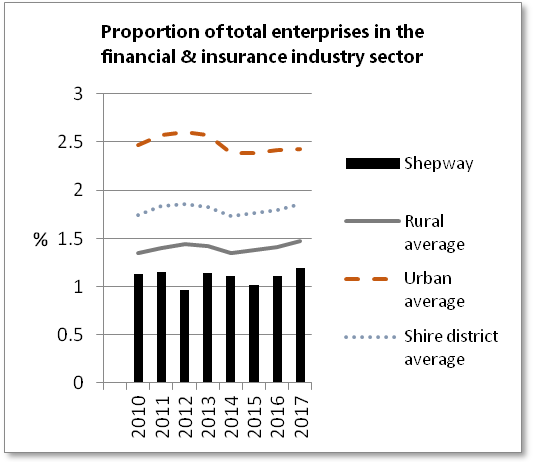 Proportion of total enterprises in the
financial & insurance industry sector
3
2.5
2
1.5
1
0.5
0
%
2010
2011
2012
2013
2014
2015
2016
2017
Shepway
Rural
average
Urban
average
Shire district
average